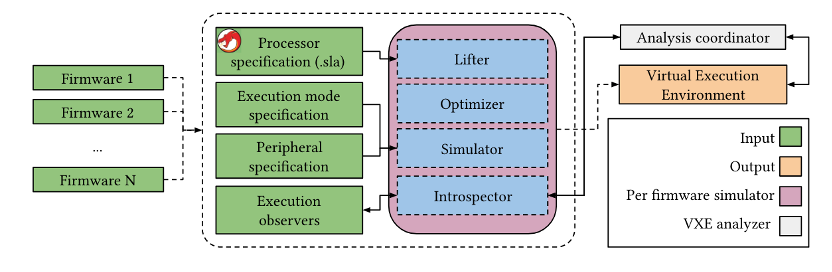 Firmware 1
Firmware 2
...
Firmware N
Processor
specification (.sla)
Execution mode
specification
Peripheral
specification
Execution
observers
Lifter
Optimizer
Simulator
Introspector
Analysis coordinator
Virtual Execution
Environment
Input
Output
Per firmware simulator
VXE analyzer